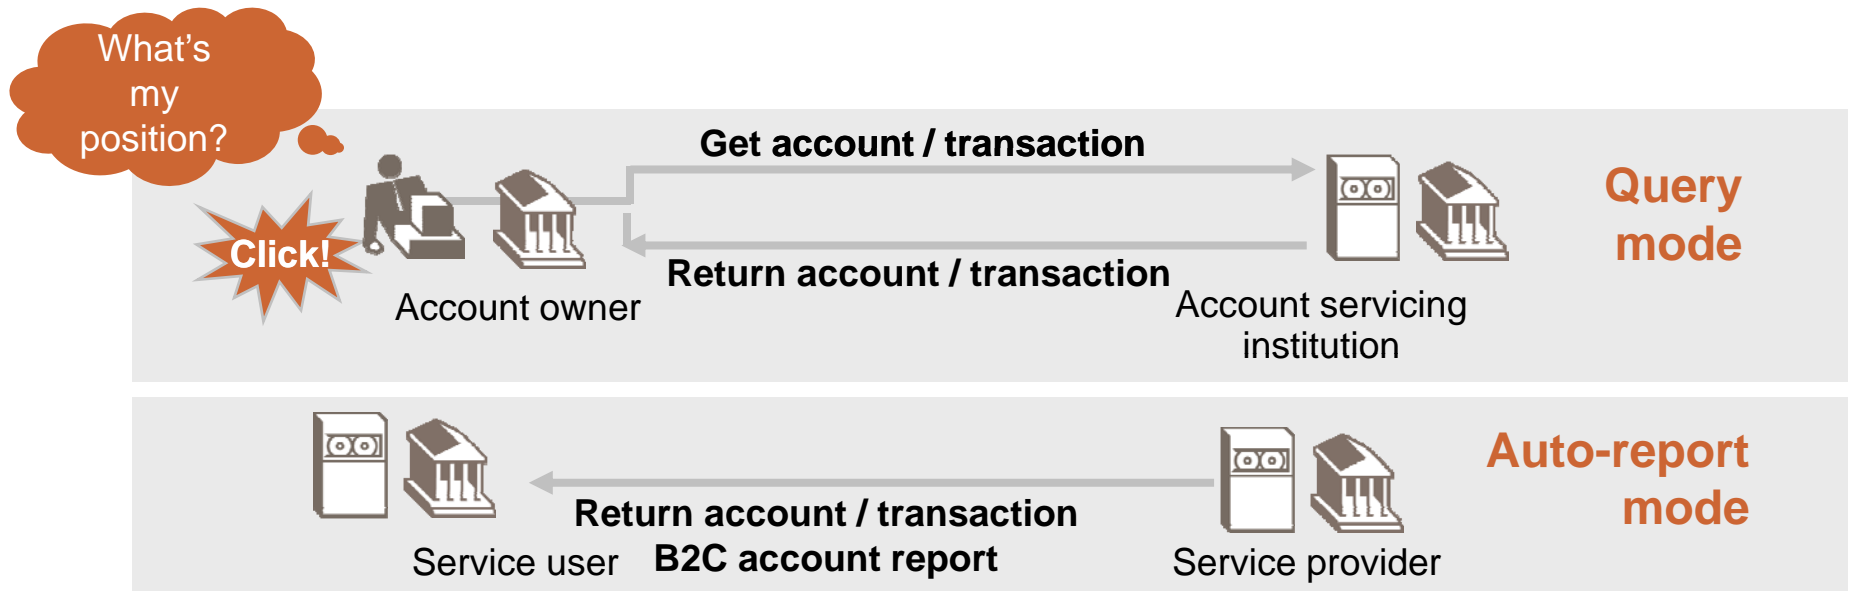 What's
my
position?
Get account / transaction
Query
mode
Click!
Return account / transaction
Account owner
Account servicing
institution
Auto-report
mode
Return account / transaction
B2C account report
Service user
Service provider